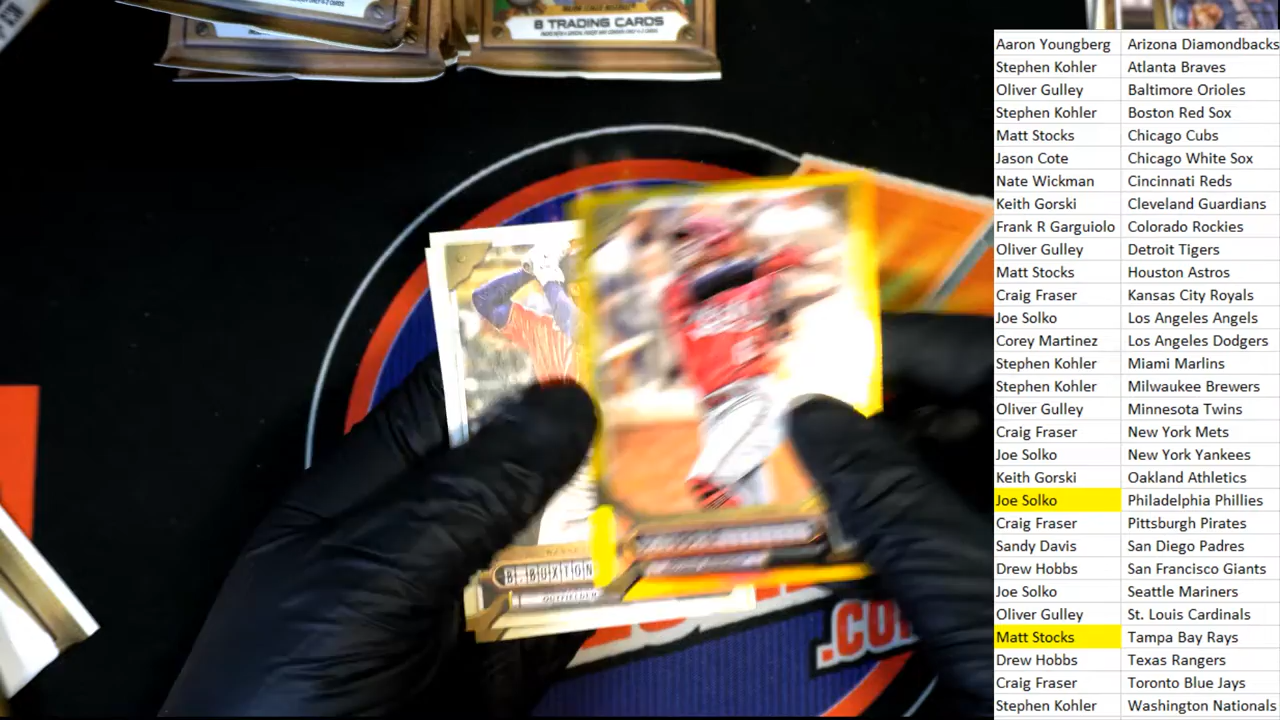 8 TRADING CARDS
B. BUXTON
OUTFIELDER
.CO
Aaron Youngberg Arizona Diamondbacks
Stephen Kohler Atlanta Braves
Oliver Gulley Baltimore Orioles
Stephen Kohler Boston Red Sox
Matt Stocks Chicago Cubs
Jason Cote Chicago White Sox
Nate Wickman Cincinnati Reds
Keith Gorski Cleveland Guardians
Frank R Garguiolo Colorado Rockies
Oliver Gulley Detroit Tigers
Matt Stocks Houston Astros
Craig Fraser Kansas City Royals
Joe Solko Los Angeles Angels
Corey Martinez Los Angeles Dodgers
Stephen Kohler Miami Marlins
Stephen Kohler Milwaukee Brewers
Oliver Gulley Minnesota Twins
Craig Fraser New York Mets
Joe Solko New York Yankees
Keith Gorski Oakland Athletics
Joe Solko Philadelphia Phillies
Craig Fraser Pittsburgh Pirates
Sandy Davis San Diego Padres
Drew Hobbs San Francisco Giants
Joe Solko Seattle Mariners
Oliver Gulley St. Louis Cardinals
Matt Stocks Tampa Bay Rays
Drew Hobbs Texas Rangers
Craig Fraser Toronto Blue Jays
Stephen Kohler Washington Nationals